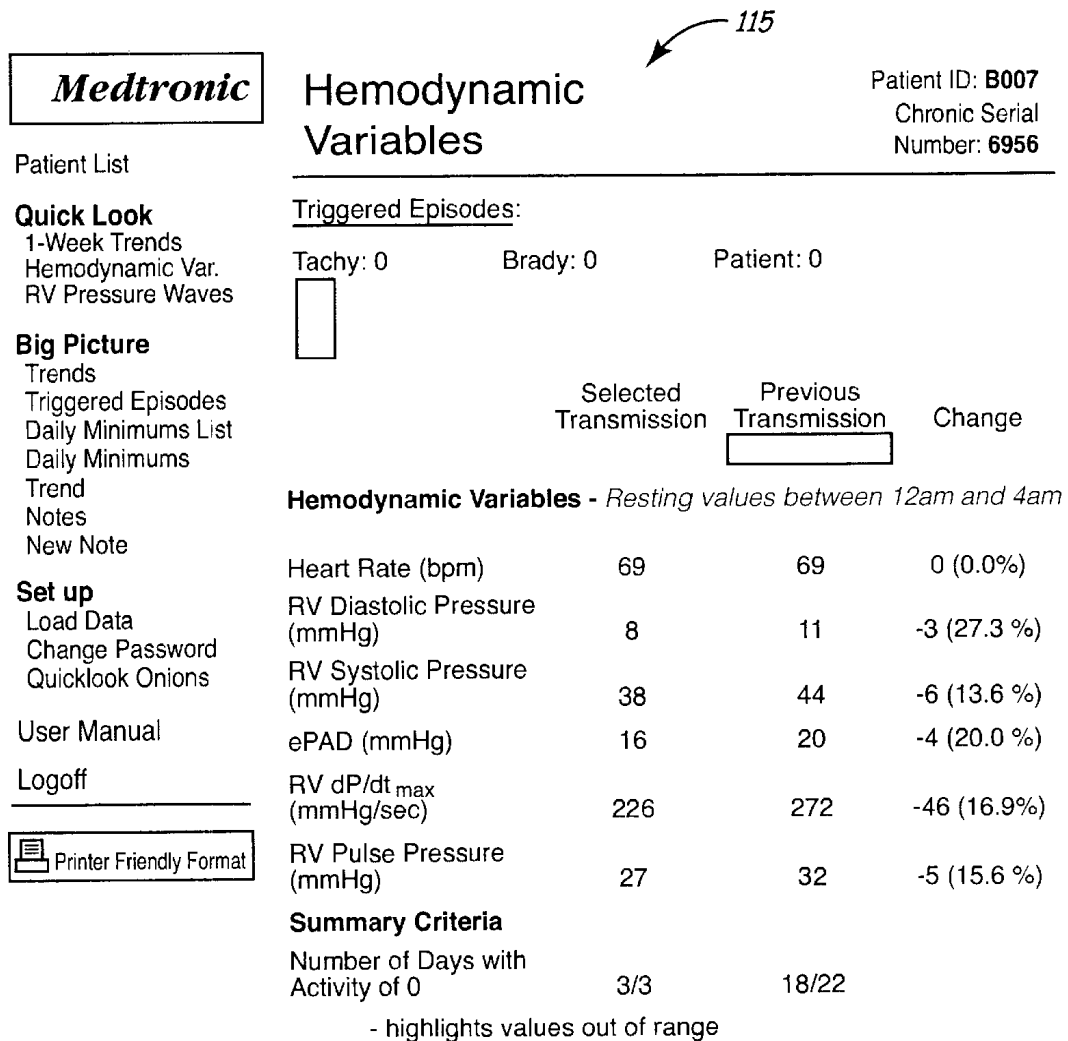 115
Medtronic
Hemodynamic
Variables
Patient ID: B007
Chronic Serial
Number: 6956
Patient List
Quick Look
1-Week Trends
Hemodynamic Var.
RV Pressure Waves
Big Picture
Trends
Triggered Episodes
Daily Minimums List
Daily Minimums
Trend
Notes
New Note
Set up
Load Data
Change Password
Quicklook Onions
User Manual
Logoff
Printer Friendly Format
Triggered Episodes:
Tachy: 0 Brady: 0 Patient: 0
Selected Previous
Transmission Transmission Change
Hemodynamic Variables - Resting values between 12am and 4am
Heart Rate (bpm) 69 69 0 (0.0%)
RV Diastolic Pressure
(mmHg) 8 11 -3 (27.3 %)
RV Systolic Pressure
(mmHg) 38 44 -6 (13.6 %)
ePAD (mmHg) 16 20 -4 (20.0 %)
RV dP/dt max
(mmHg/sec) 226 272 -46 (16.9%)
RV Pulse Pressure
(mmHg) 27 32 -5 (15.6 %)
Summary Criteria
Number of Days with
Activity of 0 3/3 18/22
- highlights values out of range